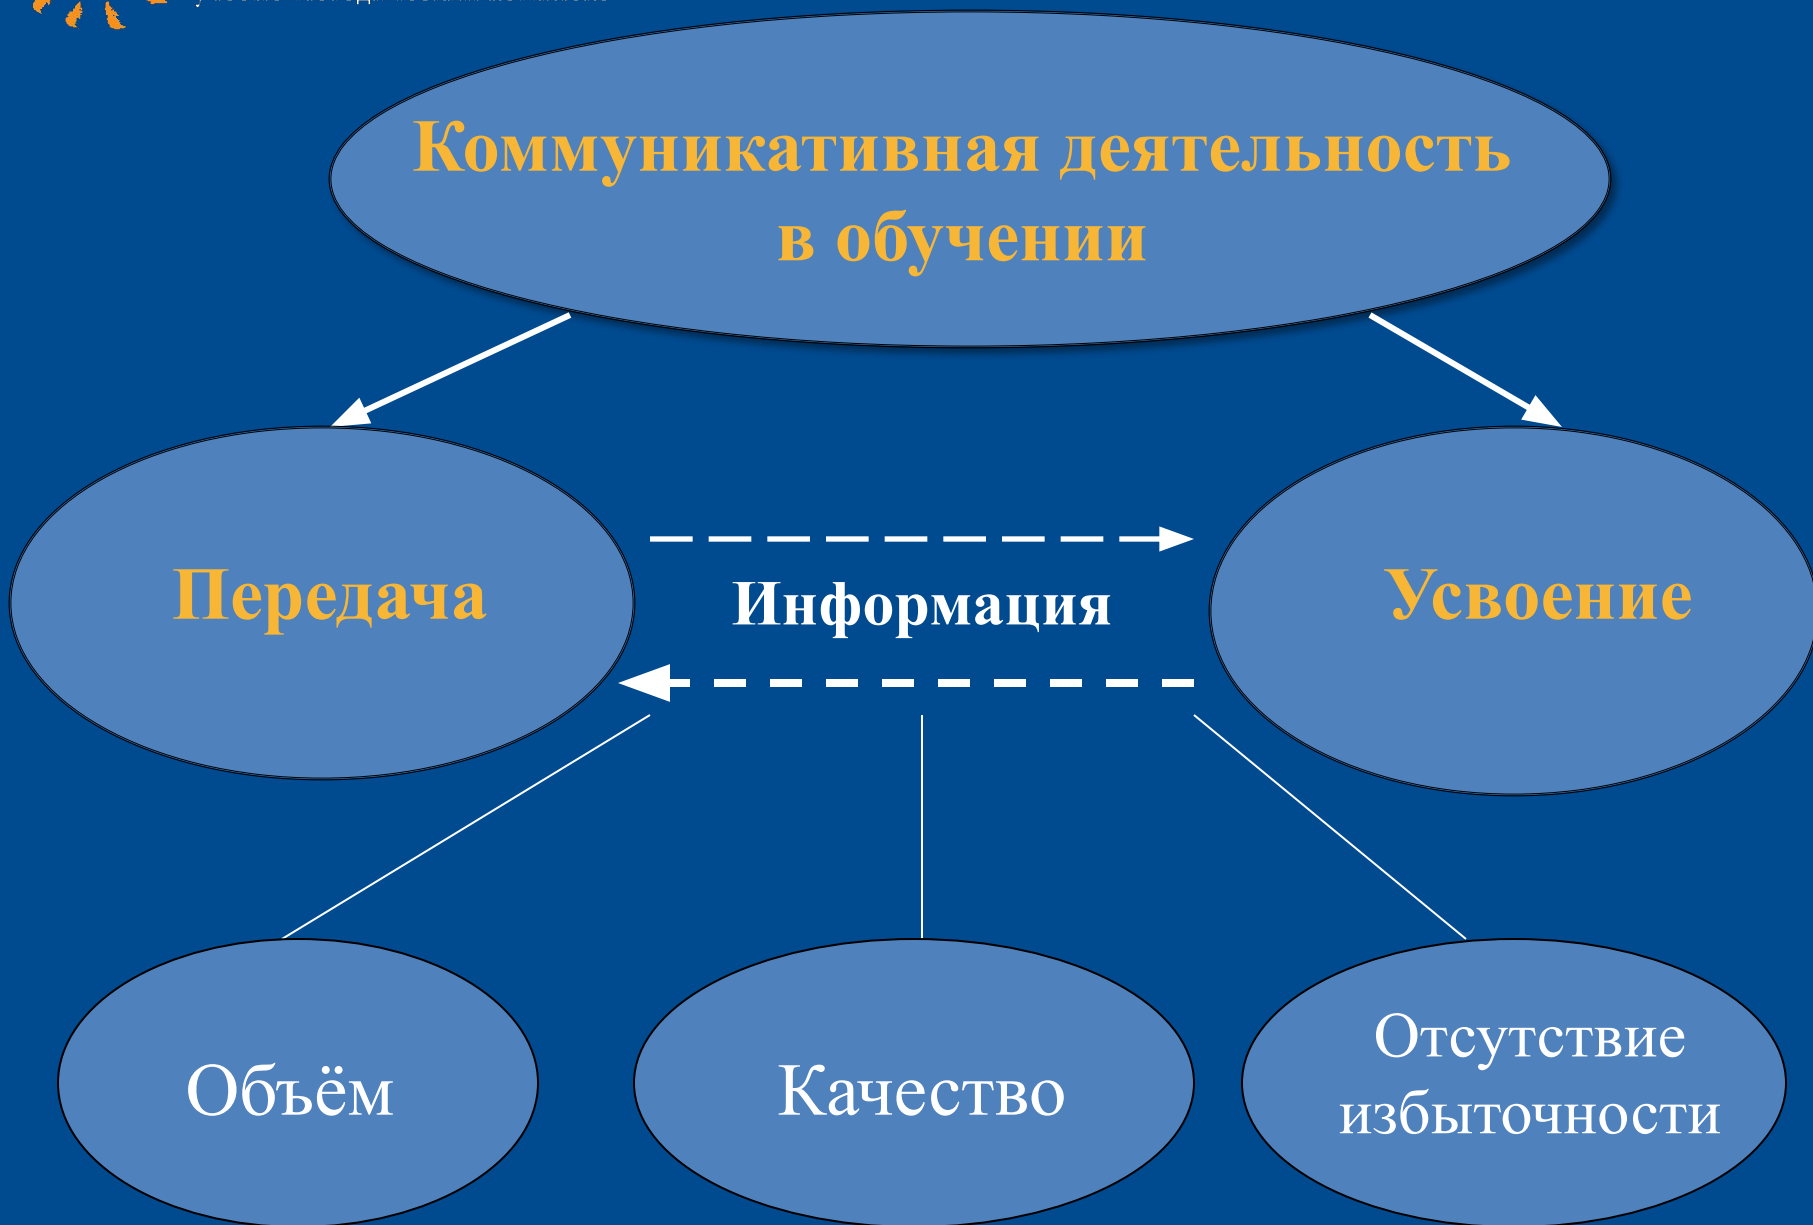 Коммуникативная деятельность
в обучении
Передача
Информация
Усвоение
Объём
Качество
Отсутствие
избыточности